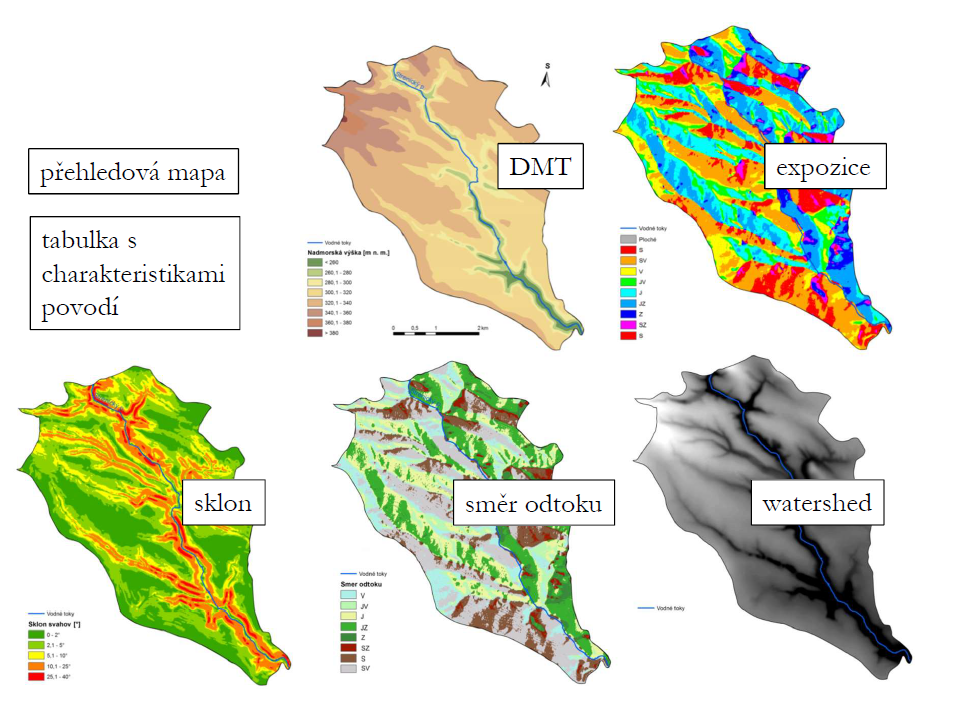 S
přehledová mapa
DMT
expozice
tabulka s
charakteristikami
povodí
Vodné toky
Nadmorská výška [m n. m.]
< 260
260,1 - 280
280,1 - 300
300,1 - 320
320,1 - 340
340,1 - 360
360,1 - 380
> 380
0 0,5 1 2 km
Vodné toky
Ploché
S
SV
V
JV
J
JZ
Z
SZ
S
sklon
směr odtoku
watershed
Vodné toky
Sklon svahov [°]
0 - 2°
2,1 - 5°
5,1 - 10°
10,1 - 25°
25,1 - 40°
Vodné toky
Smer odtoku
V
JV
J
JZ
Z
SZ
S
SV
Vodné toky